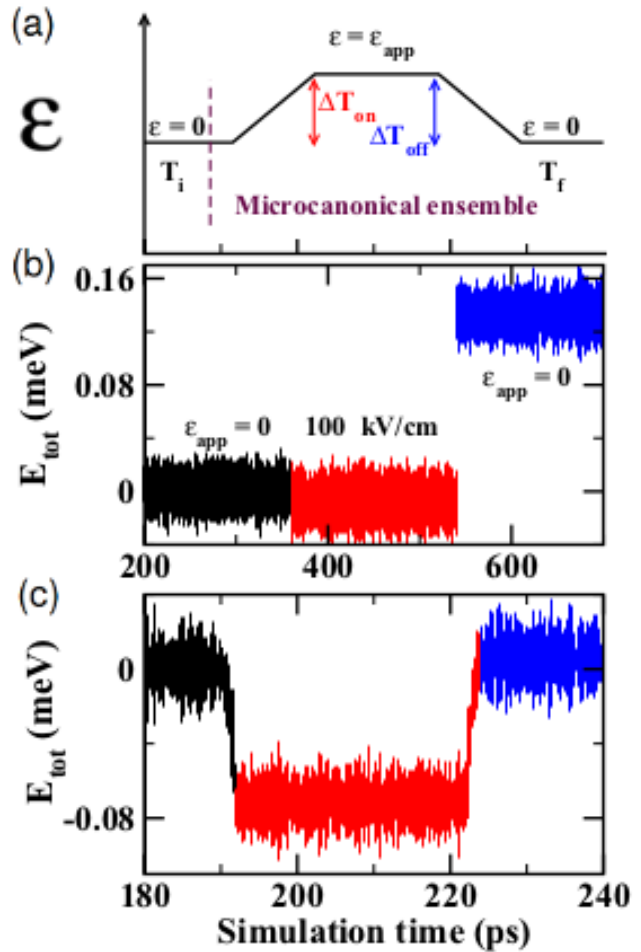 (a)
ε = ε_app
ε
ε = 0
ΔT_on
ΔT_off
ε = 0
T_i
T_f
Microcanonical ensemble
(b)
0.16
E_tot (meV)
0.08
ε_app = 0
ε_app = 0 100 kV/cm
0
200 400 600
(c)
E_tot (meV)
0
-0.08
180 200 220 240
Simulation time (ps)